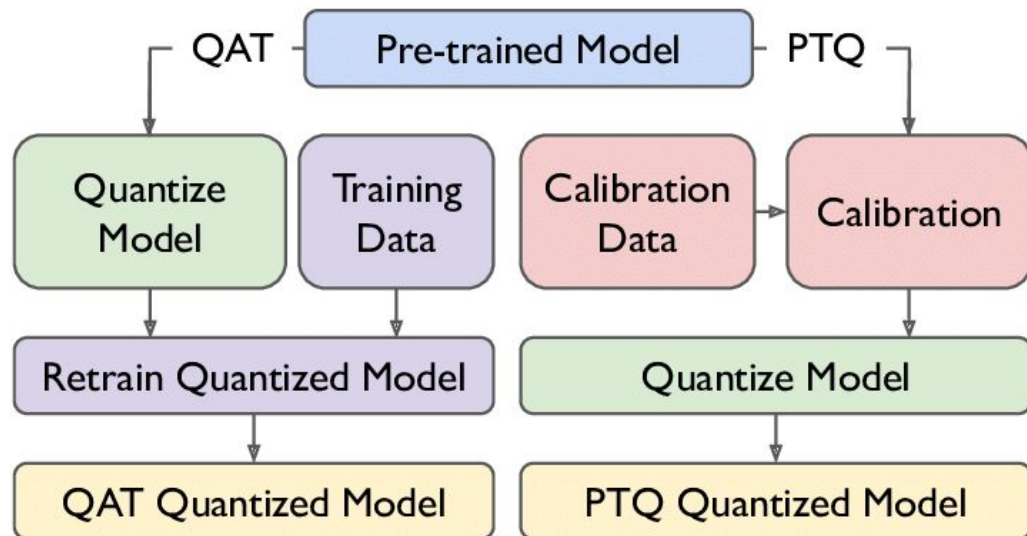 QAT
Pre-trained Model
PTQ
Quantize
Model
Training
Data
Calibration
Data
Calibration
Retrain Quantized Model
Quantize Model
QAT Quantized Model
PTQ Quantized Model